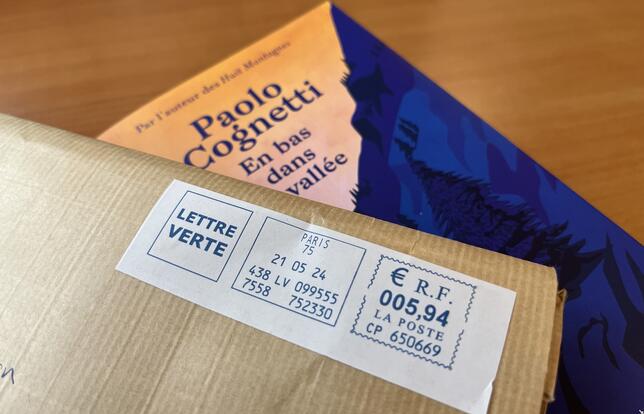 Par l'auteur des Huit Montagnes
Paolo
Cognetti
En bas
dans
vallée
LETTRE
VERTE
PARIS
75
21 05 24
438 LV 099555
7558 752330
€ R.F.
005,94
LA POSTE
CP 650669